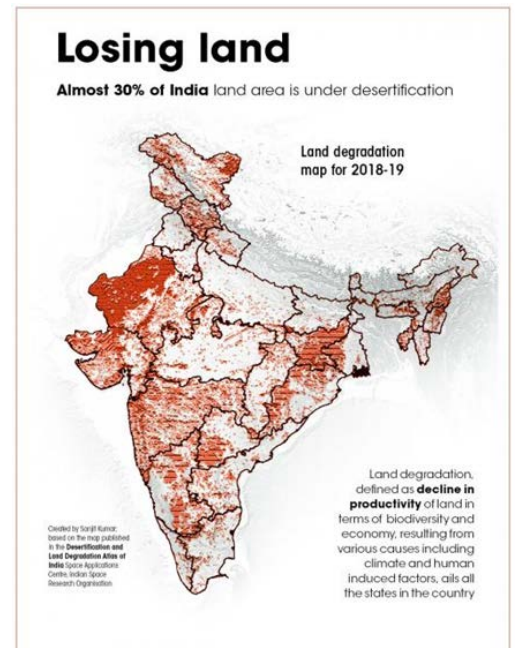 Losing land
Almost 30% of India land area is under desertification
Land degradation
map for 2018-19
Land degradation,
defined as decline in
productivity of land in
terms of biodiversity and
economy, resulting from
various causes including
climate and human
induced factors, ails all
the states in the country
Created by Sanjit Kumar;
based on the map published
in the Desertification and
Land Degradation Atlas of
India Space Applications
Centre, Indian Space
Research Organisation